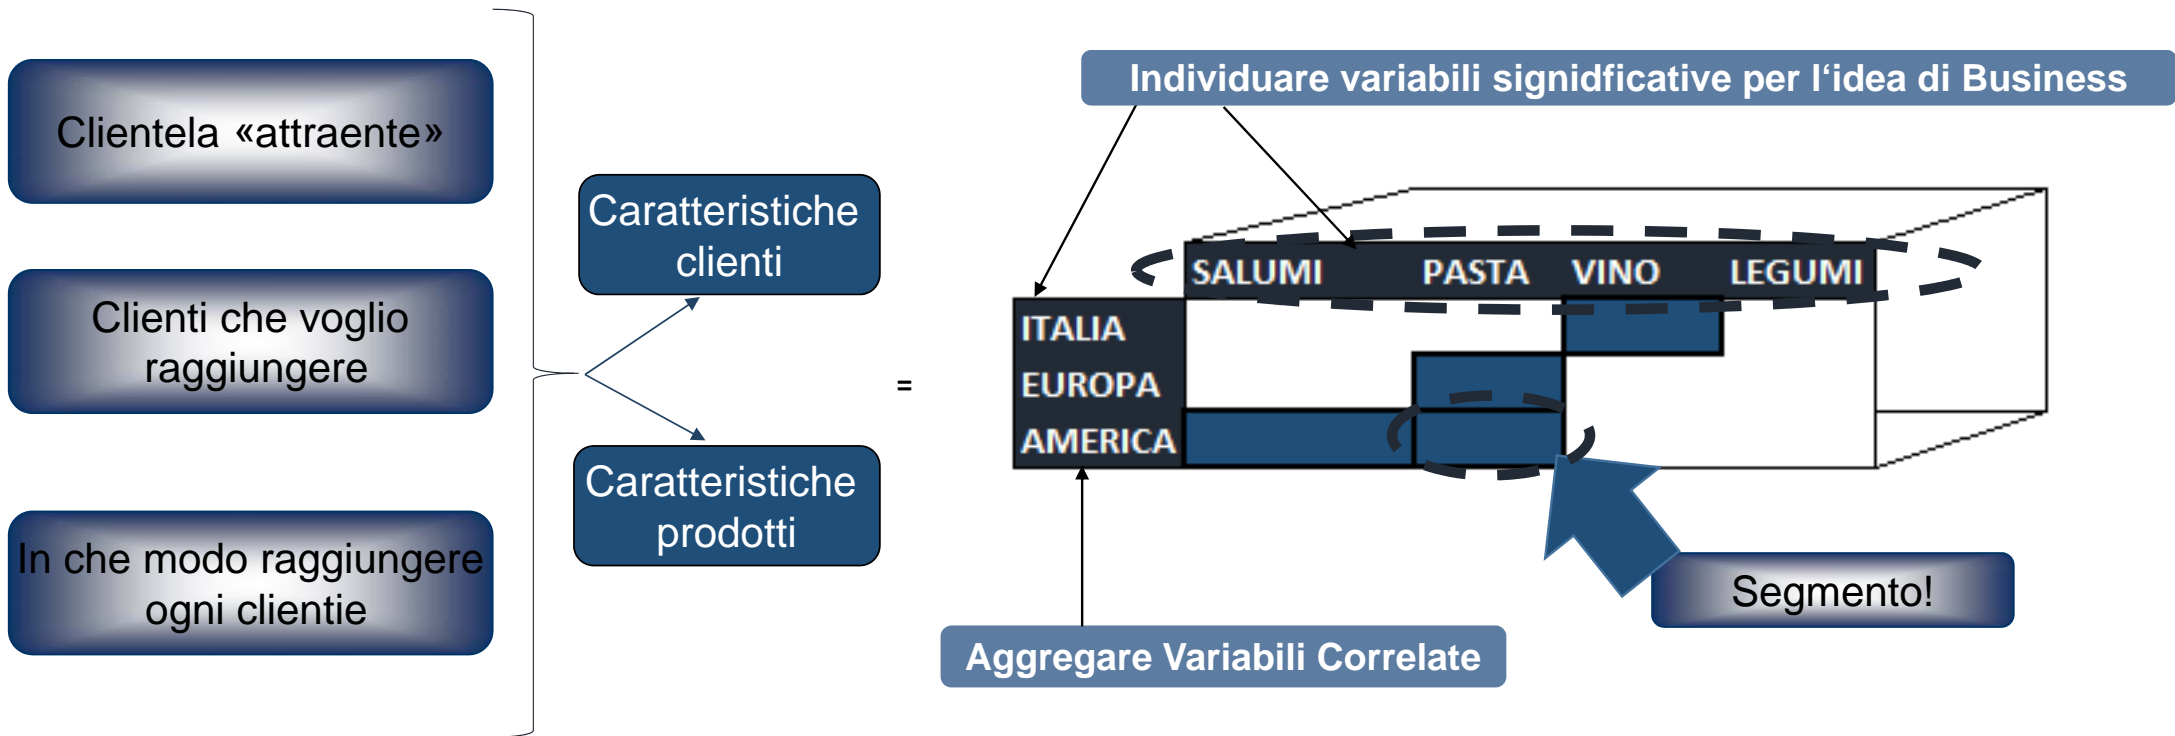 Clientela «attraente»
Clienti che voglio
raggiungere
In che modo raggiungere
ogni clientie
Caratteristiche
clienti
Caratteristiche
prodotti
=
Individuare variabili signidficative per l‘idea di Business
SALUMI PASTA VINO LEGUMI
ITALIA
EUROPA
AMERICA
Segmento!
Aggregare Variabili Correlate